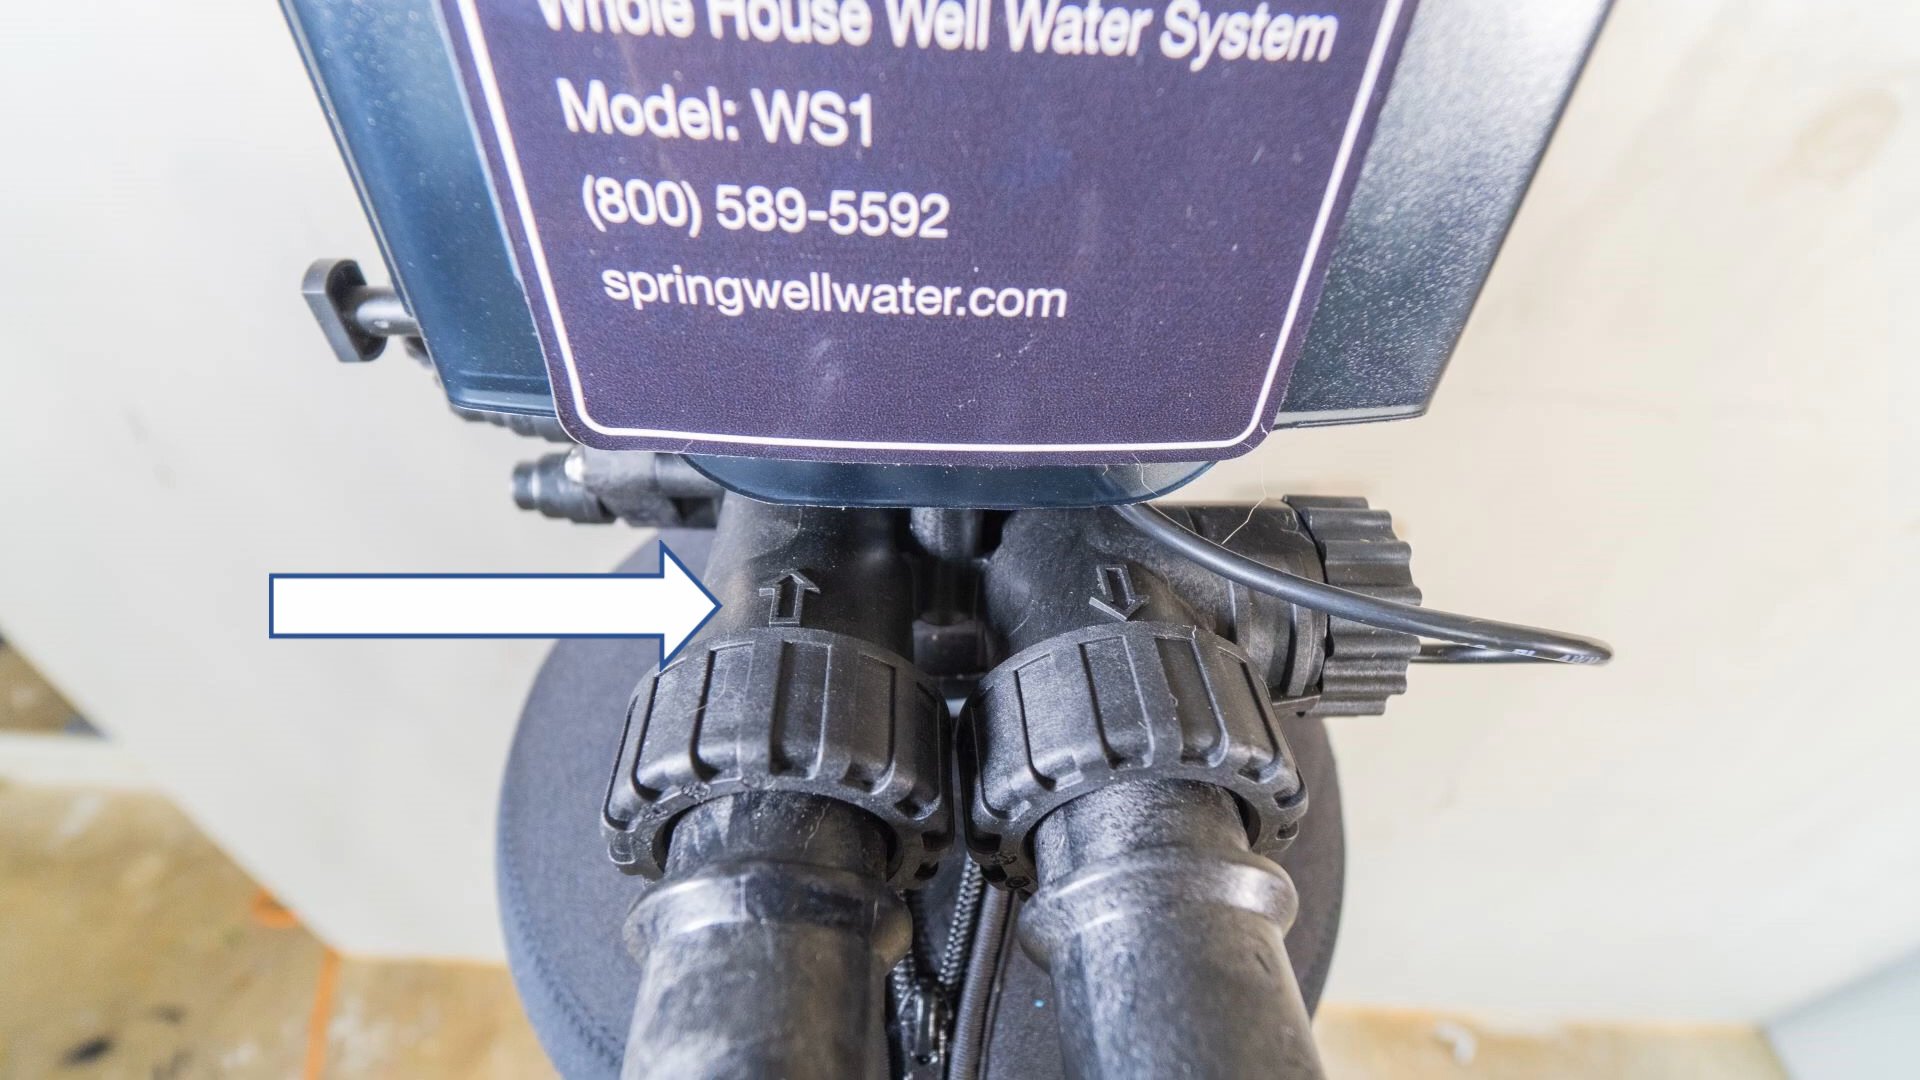 Whole House Well Water System
Model: WS1
(800) 589-5592
springwellwater.com